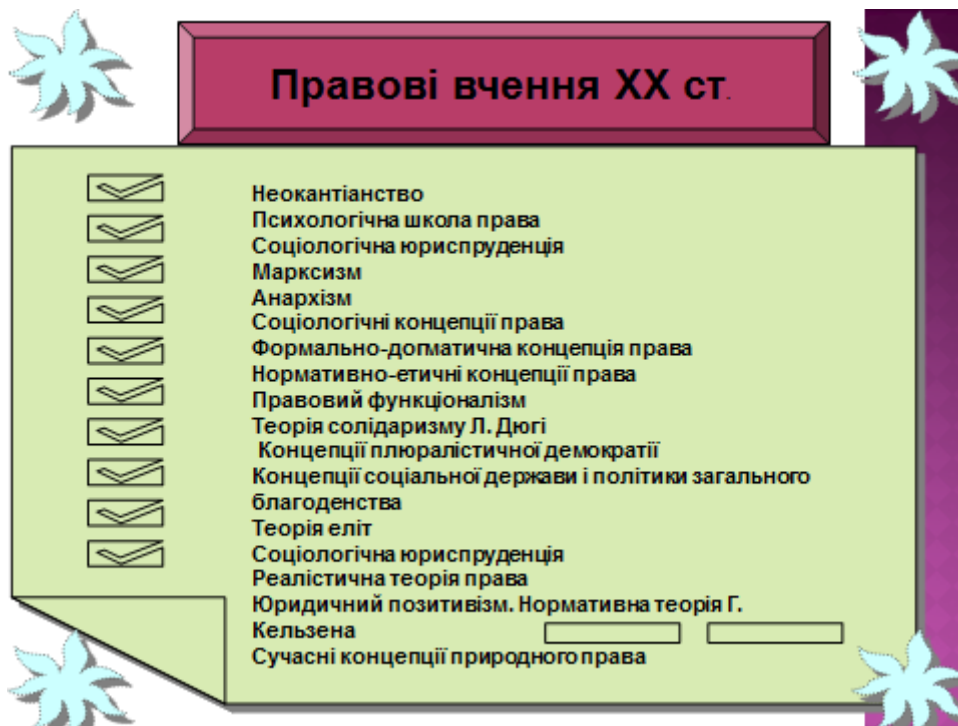 Правові вчення ХХ ст.
Неокантіанство
Психологічна школа права
Соціологічна юриспруденція
Марксизм
Анархізм
Соціологічні концепції права
Формально-догматична концепція права
Нормативно-етичні концепції права
Правовий функціоналізм
Теорія солідаризму Л. Дюгі
Концепції плюралістичної демократії
Концепції соціальної держави і політики загального
благоденства
Теорія еліт
Соціологічна юриспруденція
Реалістична теорія права
Юридичний позитивізм. Нормативна теорія Г.
Кельзена
Сучасні концепції природного права